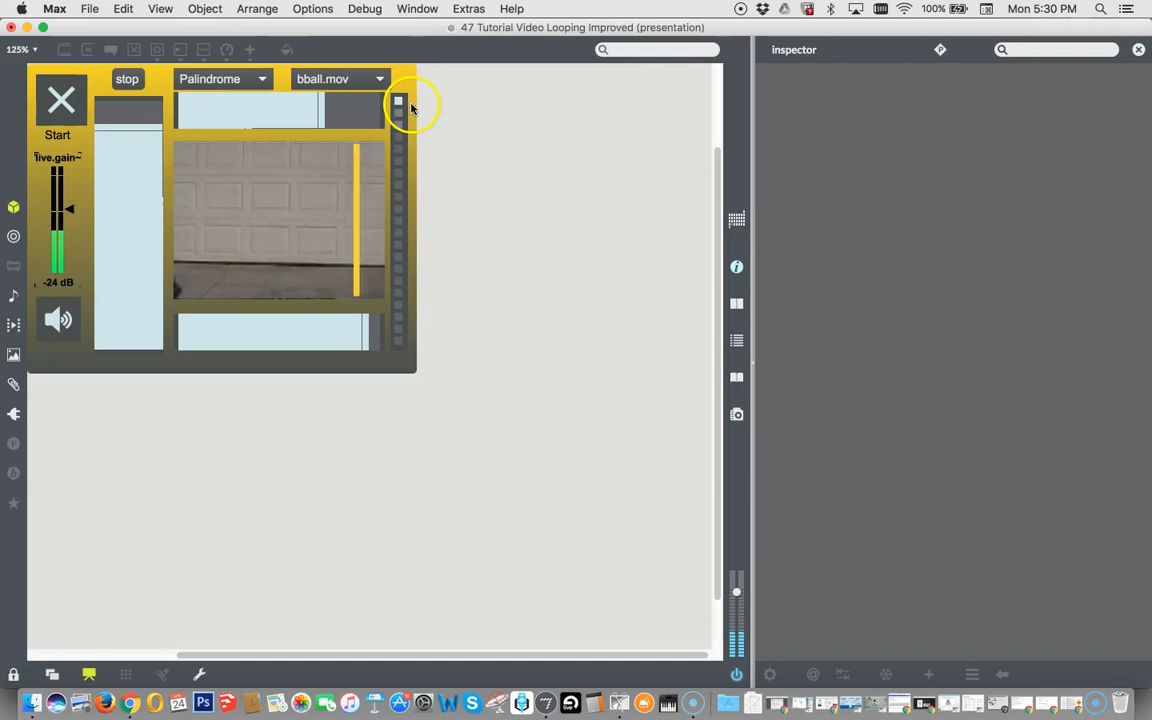 Max File Edit View Object Arrange Options Debug Window Extras Help 100% Mon 5:30 PM
47 Tutorial Video Looping Improved (presentation)
125%
inspector
P
stop Palindrome bball.mov
Start
live.gain~
-24 dB